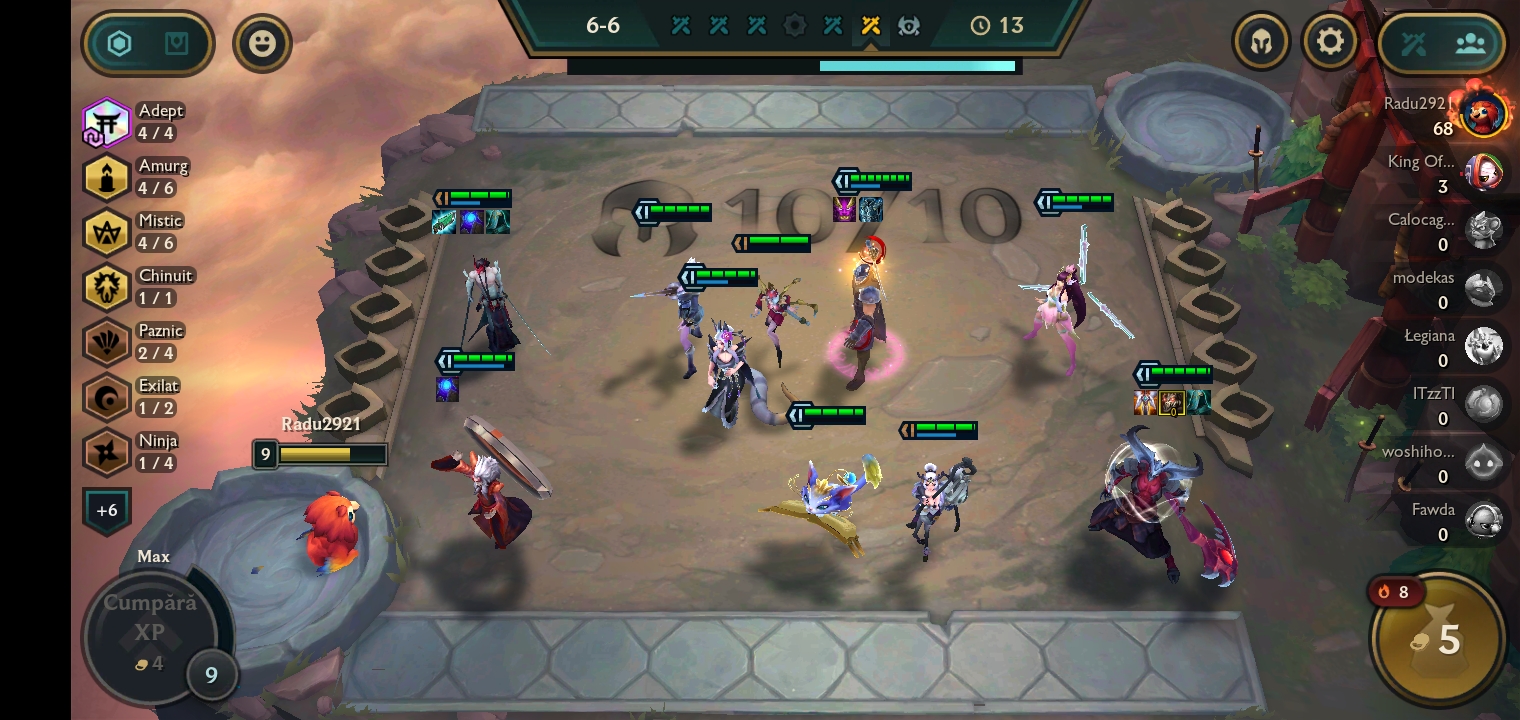 6-6
13
Adept
4 / 4
Amurg
4 / 6
Mistic
4 / 6
Chinuit
1 / 1
Paznic
2 / 4
Exilat
1 / 2
Ninja
1 / 4
+6
10/10
Radu2921
9
Max
Cumpără
XP
4
9
Radu2921
68
King Of...
3
Calocag...
0
modekas
0
Łegiana
0
ITzzTI
0
woshiho...
0
Fawda
0
8
5
0